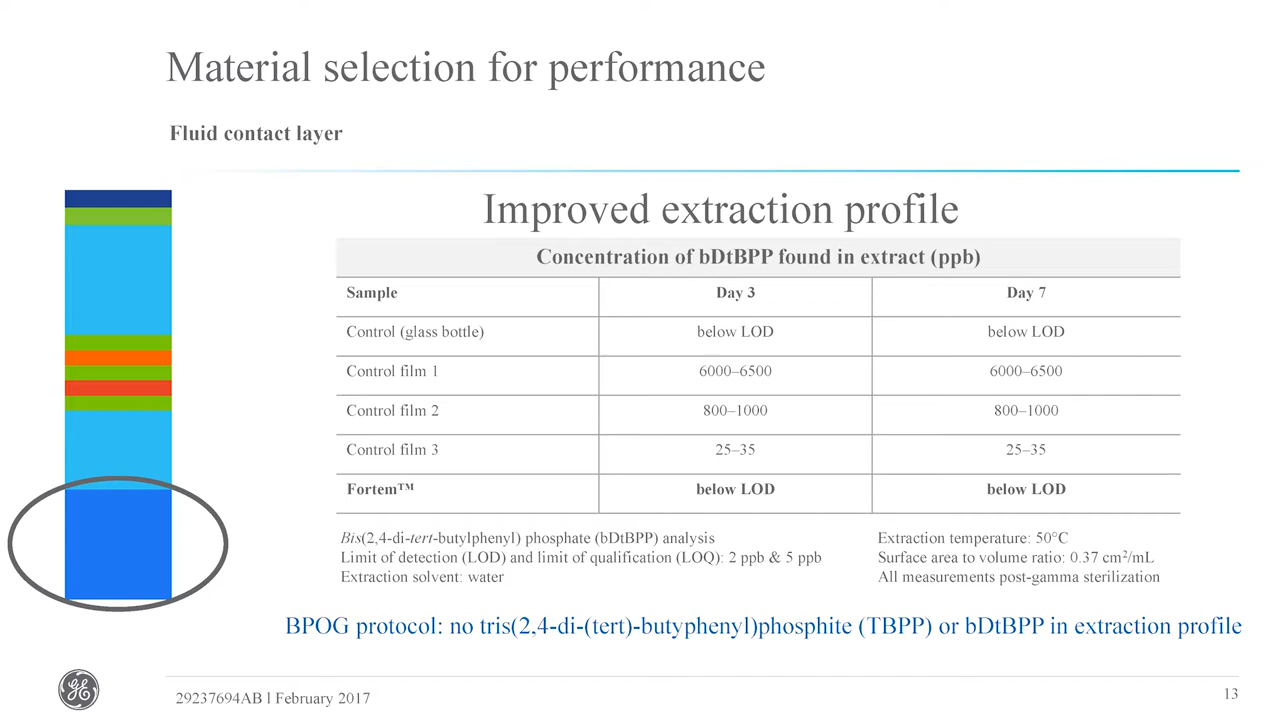 Material selection for performance
Fluid contact layer
Improved extraction profile
Concentration of bDtBPP found in extract (ppb)
Sample Day 3 Day 7
Control (glass bottle) below LOD below LOD
Control film 1 6000–6500 6000–6500
Control film 2 800–1000 800–1000
Control film 3 25–35 25–35
Fortem™ below LOD below LOD
Bis(2,4-di-tert-butylphenyl) phosphate (bDtBPP) analysis
Limit of detection (LOD) and limit of qualification (LOQ): 2 ppb & 5 ppb
Extraction solvent: water
Extraction temperature: 50°C
Surface area to volume ratio: 0.37 cm²/mL
All measurements post-gamma sterilization
BPOG protocol: no tris(2,4-di-(tert)-butyphenyl)phosphite (TBPP) or bDtBPP in extraction profile
GE
29237694AB l February 2017
13